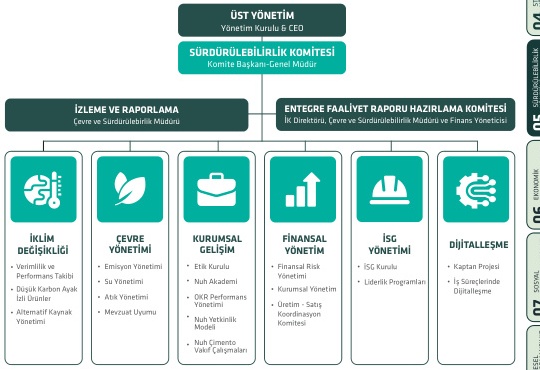 ÜST YÖNETİM
Yönetim Kurulu & CEO
SÜRDÜRÜLEBİLİRLİK KOMİTESİ
Komite Başkanı-Genel Müdür
İZLEME VE RAPORLAMA
Çevre ve Sürdürülebirlik Müdürü
ENTEGRE FAALİYET RAPORU HAZIRLAMA KOMİTESİ
İK Direktörü, Çevre ve Sürdürülebilirlik Müdürü ve Finans Yöneticisi
İKLİM
DEĞİŞİKLİĞİ
• Verimlilik ve
Performans Takibi
• Düşük Karbon Ayak
İzli Ürünler
• Alternatif Kaynak
Yönetimi
ÇEVRE
YÖNETİMİ
• Emisyon Yönetimi
• Su Yönetimi
• Atık Yönetimi
• Mevzuat Uyumu
KURUMSAL
GELİŞİM
• Etik Kurulu
• Nuh Akademi
• OKR Performans
Yönetimi
• Nuh Yetkinlik
Modeli
• Nuh Çimento
Vakıf Çalışmaları
FİNANSAL
YÖNETİM
• Finansal Risk
Yönetimi
• Kurumsal Yönetim
• Üretim - Satış
Koordinasyon
Komitesi
İSG
YÖNETİMİ
• İSG Kurulu
• Liderlik Programları
DİJİTALLEŞME
• Kaptan Projesi
• İş Süreçlerinde
Dijitalleşme
04
05
SÜRDÜRÜLEBİLİRLİK
06
EKONOMİK
07
SOSYAL